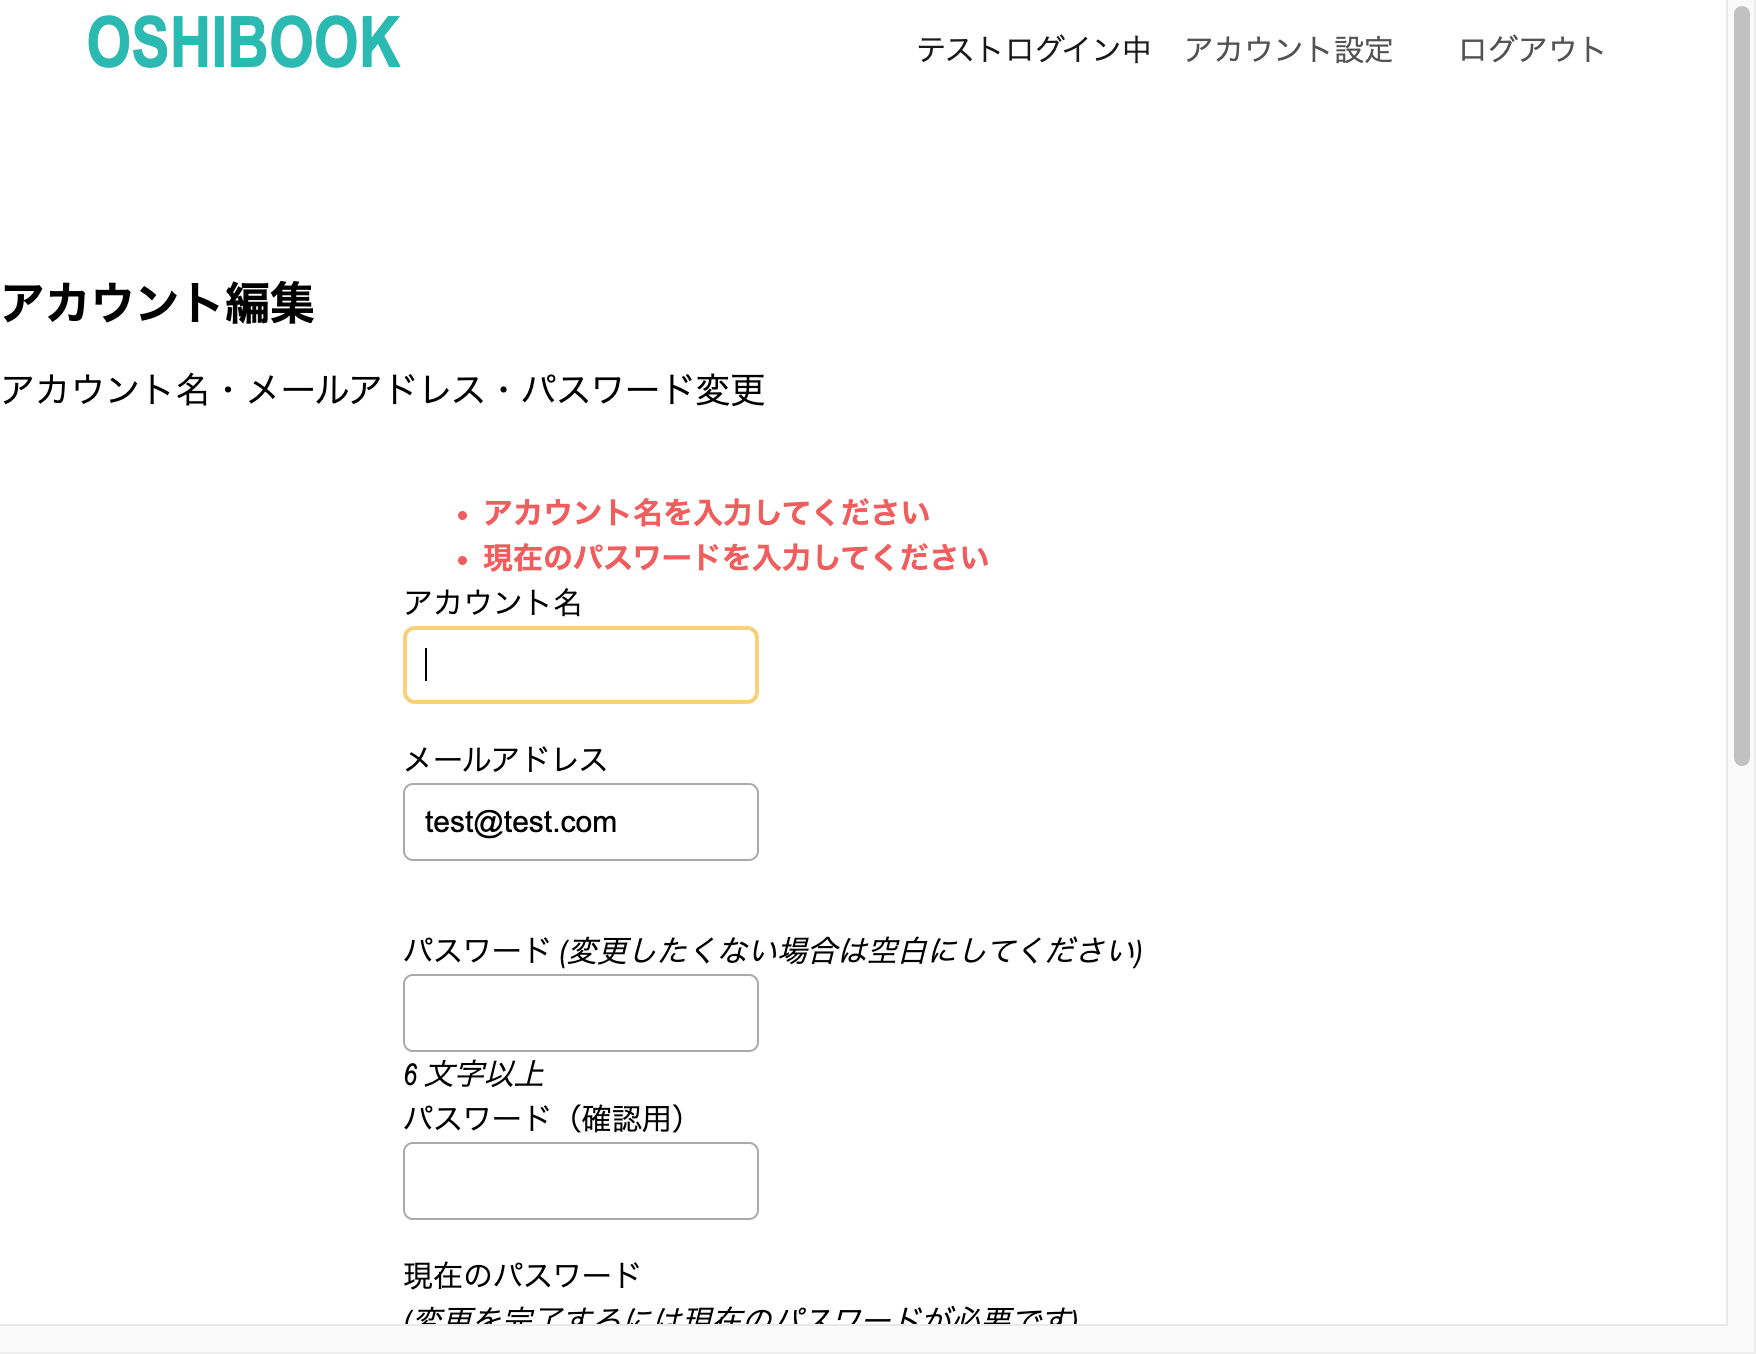 OSHIBOOK
テストログイン中 アカウント設定 ログアウト
アカウント編集
アカウント名・メールアドレス・パスワード変更
• アカウント名を入力してください
• 現在のパスワードを入力してください
アカウント名
メールアドレス
test@test.com
パスワード (変更したくない場合は空白にしてください)
6 文字以上
パスワード（確認用）
現在のパスワード
(変更を完了するには現在のパスワードが必要です)